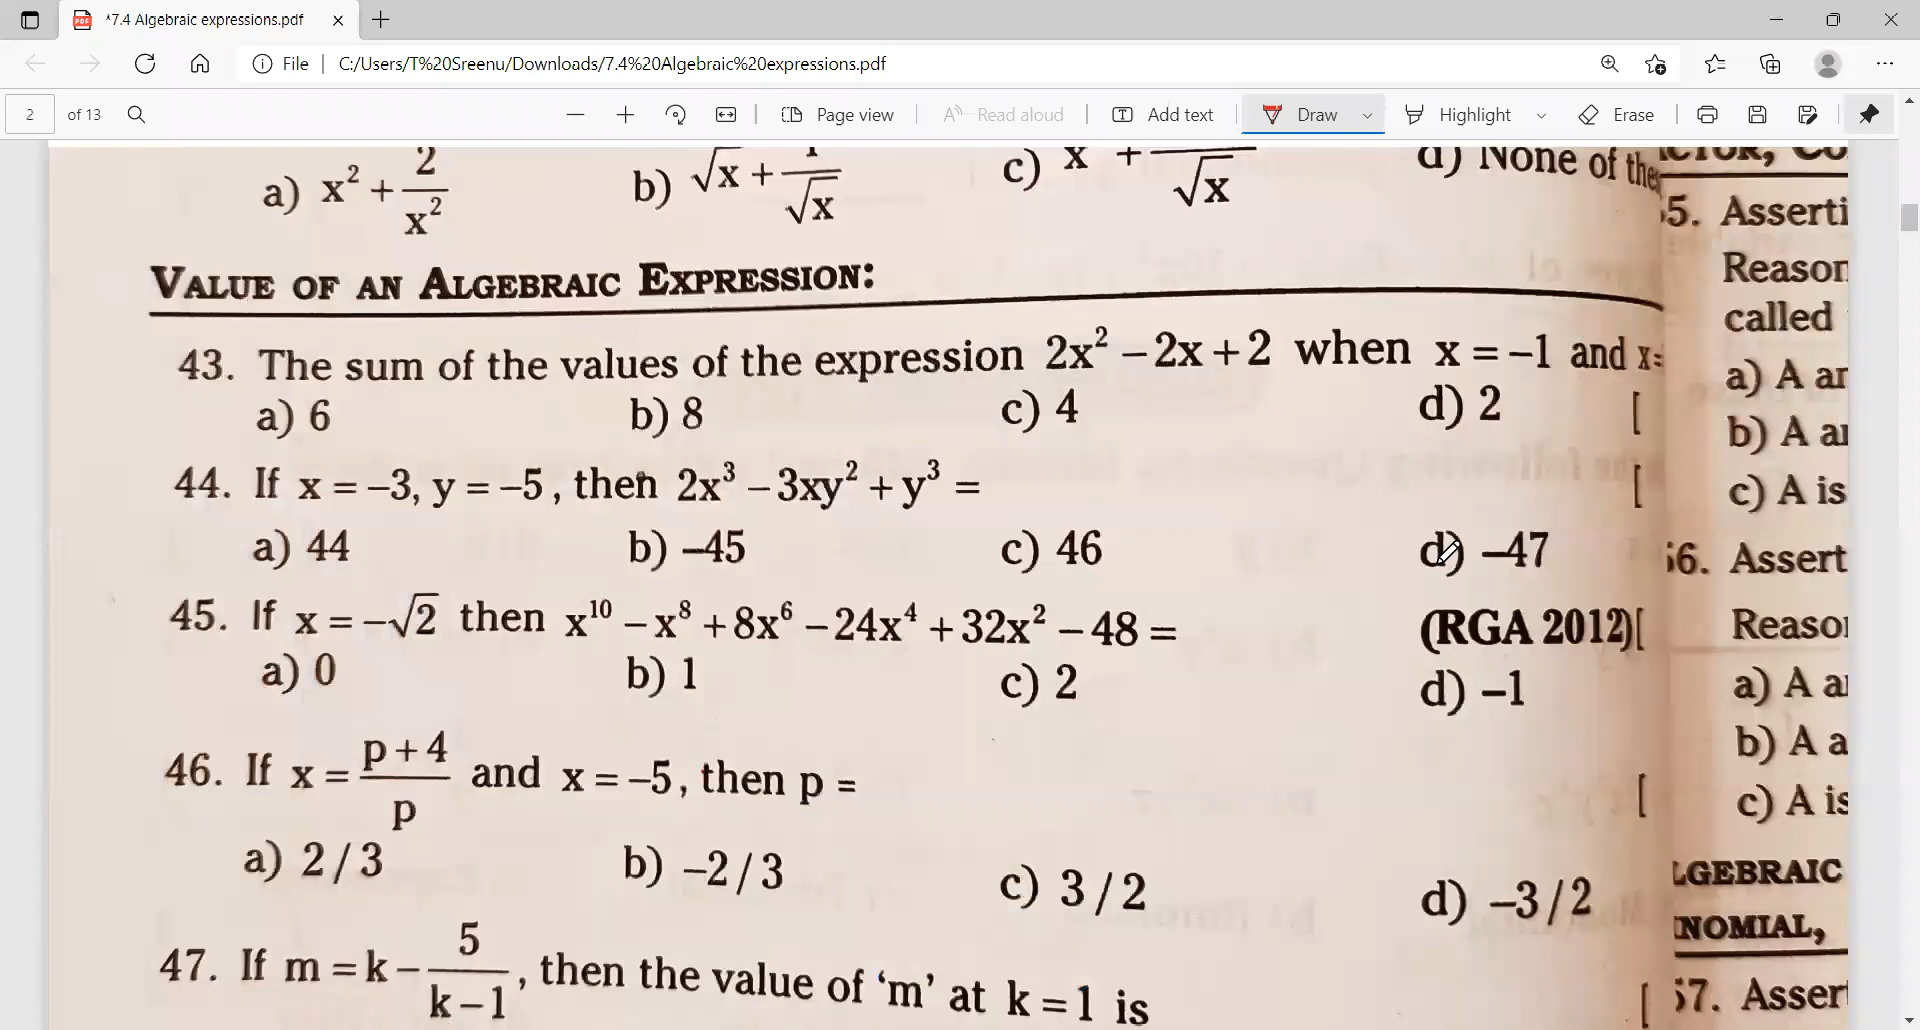 *7.4 Algebraic expressions.pdf
File | C:/Users/T%20Sreenu/Downloads/7.4%20Algebraic%20expressions.pdf
2 of 13 Page view Read aloud Add text Draw Highlight Erase
a) x² + 2/x² b) √x + 1/√x c) x + /√x d) None of the
VALUE OF AN ALGEBRAIC EXPRESSION:
43. The sum of the values of the expression 2x² – 2x + 2 when x = –1 and x=
a) 6 b) 8 c) 4 d) 2 [
44. If x = –3, y = –5, then 2x³ – 3xy² + y³ = [
a) 44 b) –45 c) 46 d) –47
45. If x = –√2 then x¹⁰ – x⁸ + 8x⁶ – 24x⁴ + 32x² – 48 = (RGA 2012)[
a) 0 b) 1 c) 2 d) –1
46. If x = (p+4)/p and x = –5, then p = [
a) 2/3 b) –2/3 c) 3/2 d) –3/2
47. If m = k – 5/(k–1), then the value of ‘m’ at k = 1 is [
5. Asserti
Reason
called
a) A ar
b) A ar
c) A is
6. Assert
Reaso
a) A a
b) A a
c) A is
LGEBRAIC
NOMIAL,
57. Asser